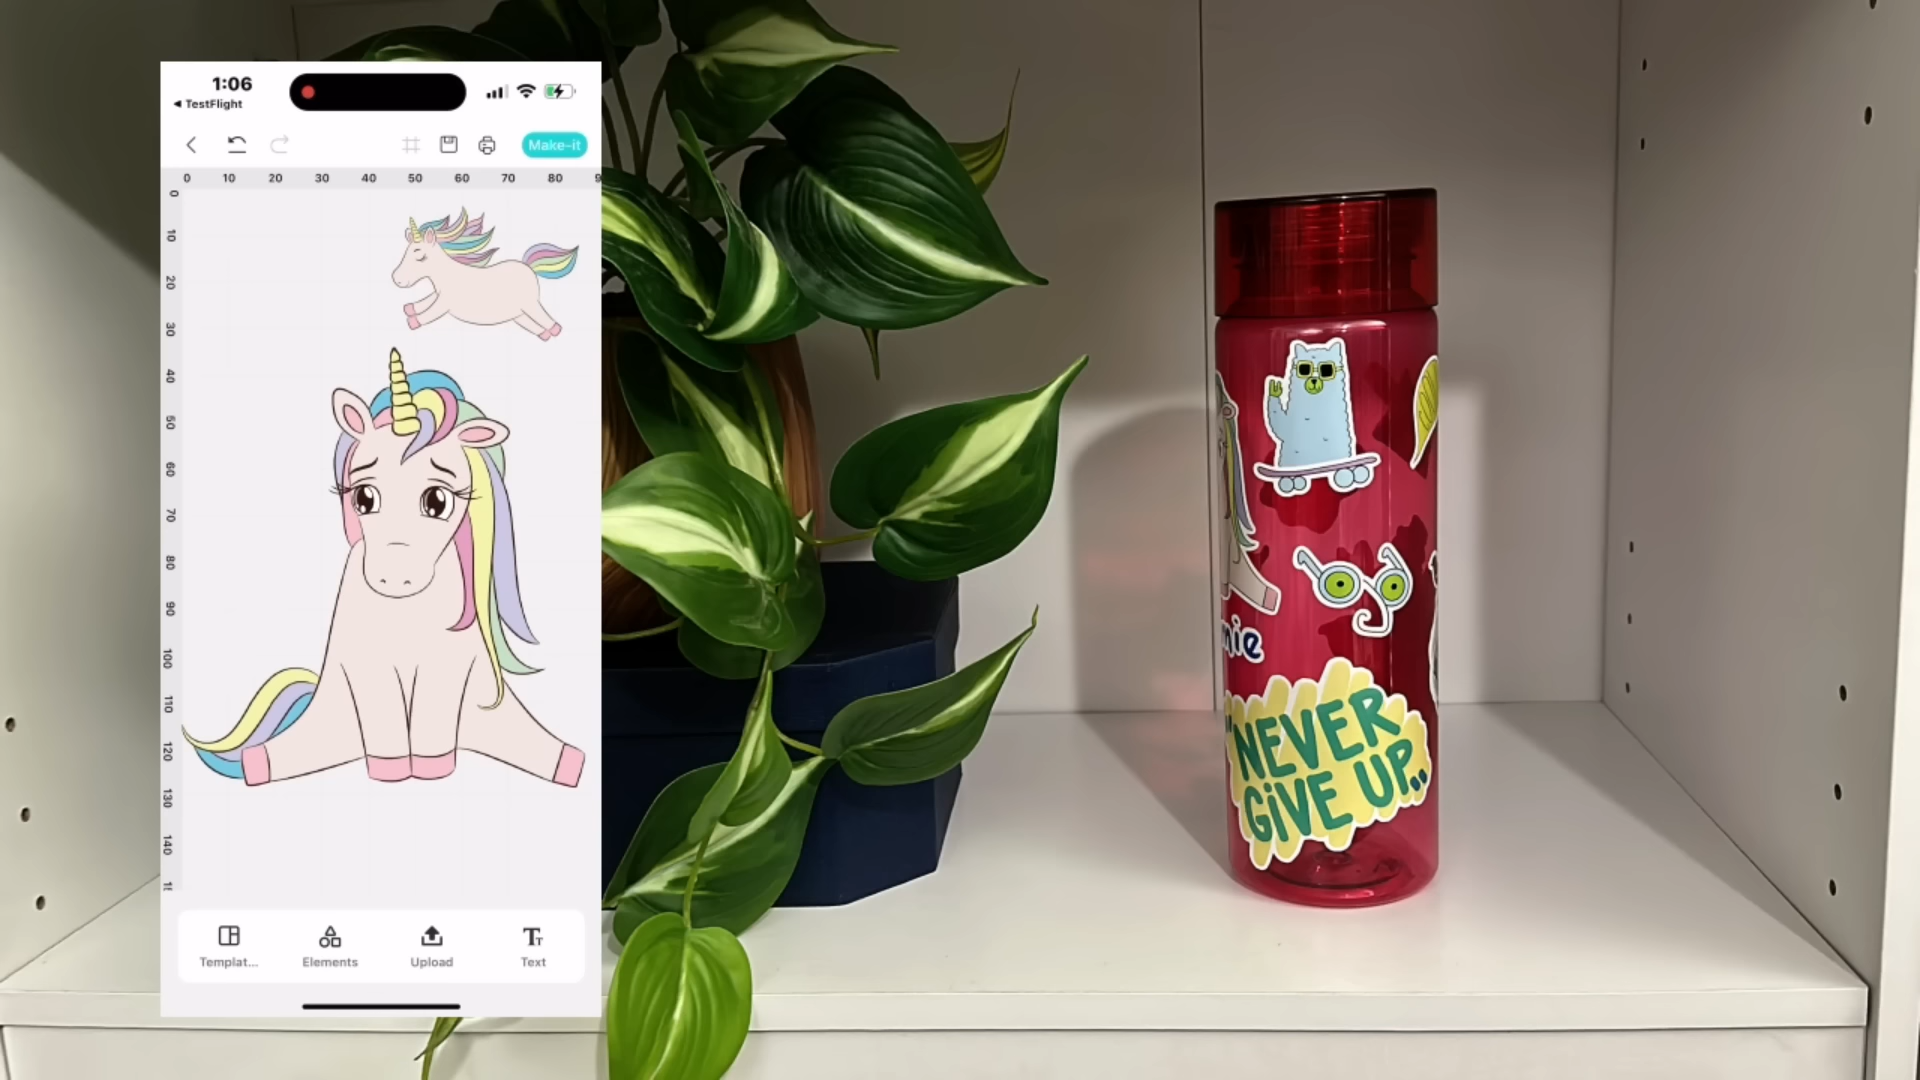 1:06
◀ TestFlight
Make-it
0 10 20 30 40 50 60 70 80 9
0
10
20
30
40
50
60
70
80
90
100
110
120
130
140
Templat...
Elements
Upload
Text
nie
"NEVER
GiVE UP..